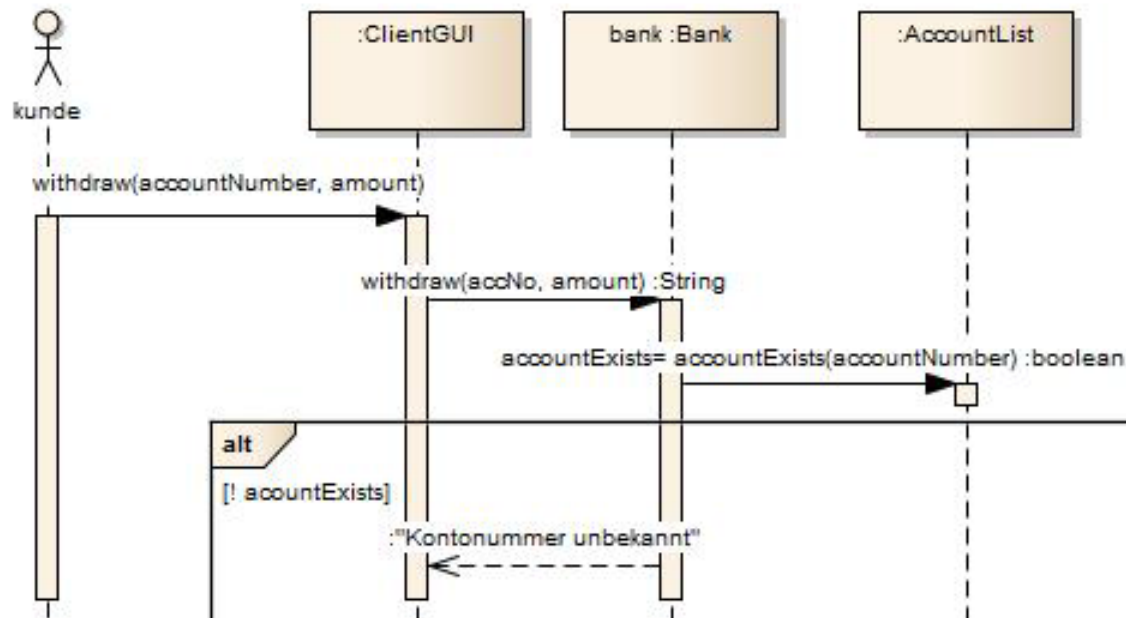 :ClientGUI
bank :Bank
:AccountList
kunde
withdraw(accountNumber, amount)
withdraw(accNo, amount) :String
accountExists= accountExists(accountNumber) :boolean
alt
[! acountExists]
:"Kontonummer unbekannt"